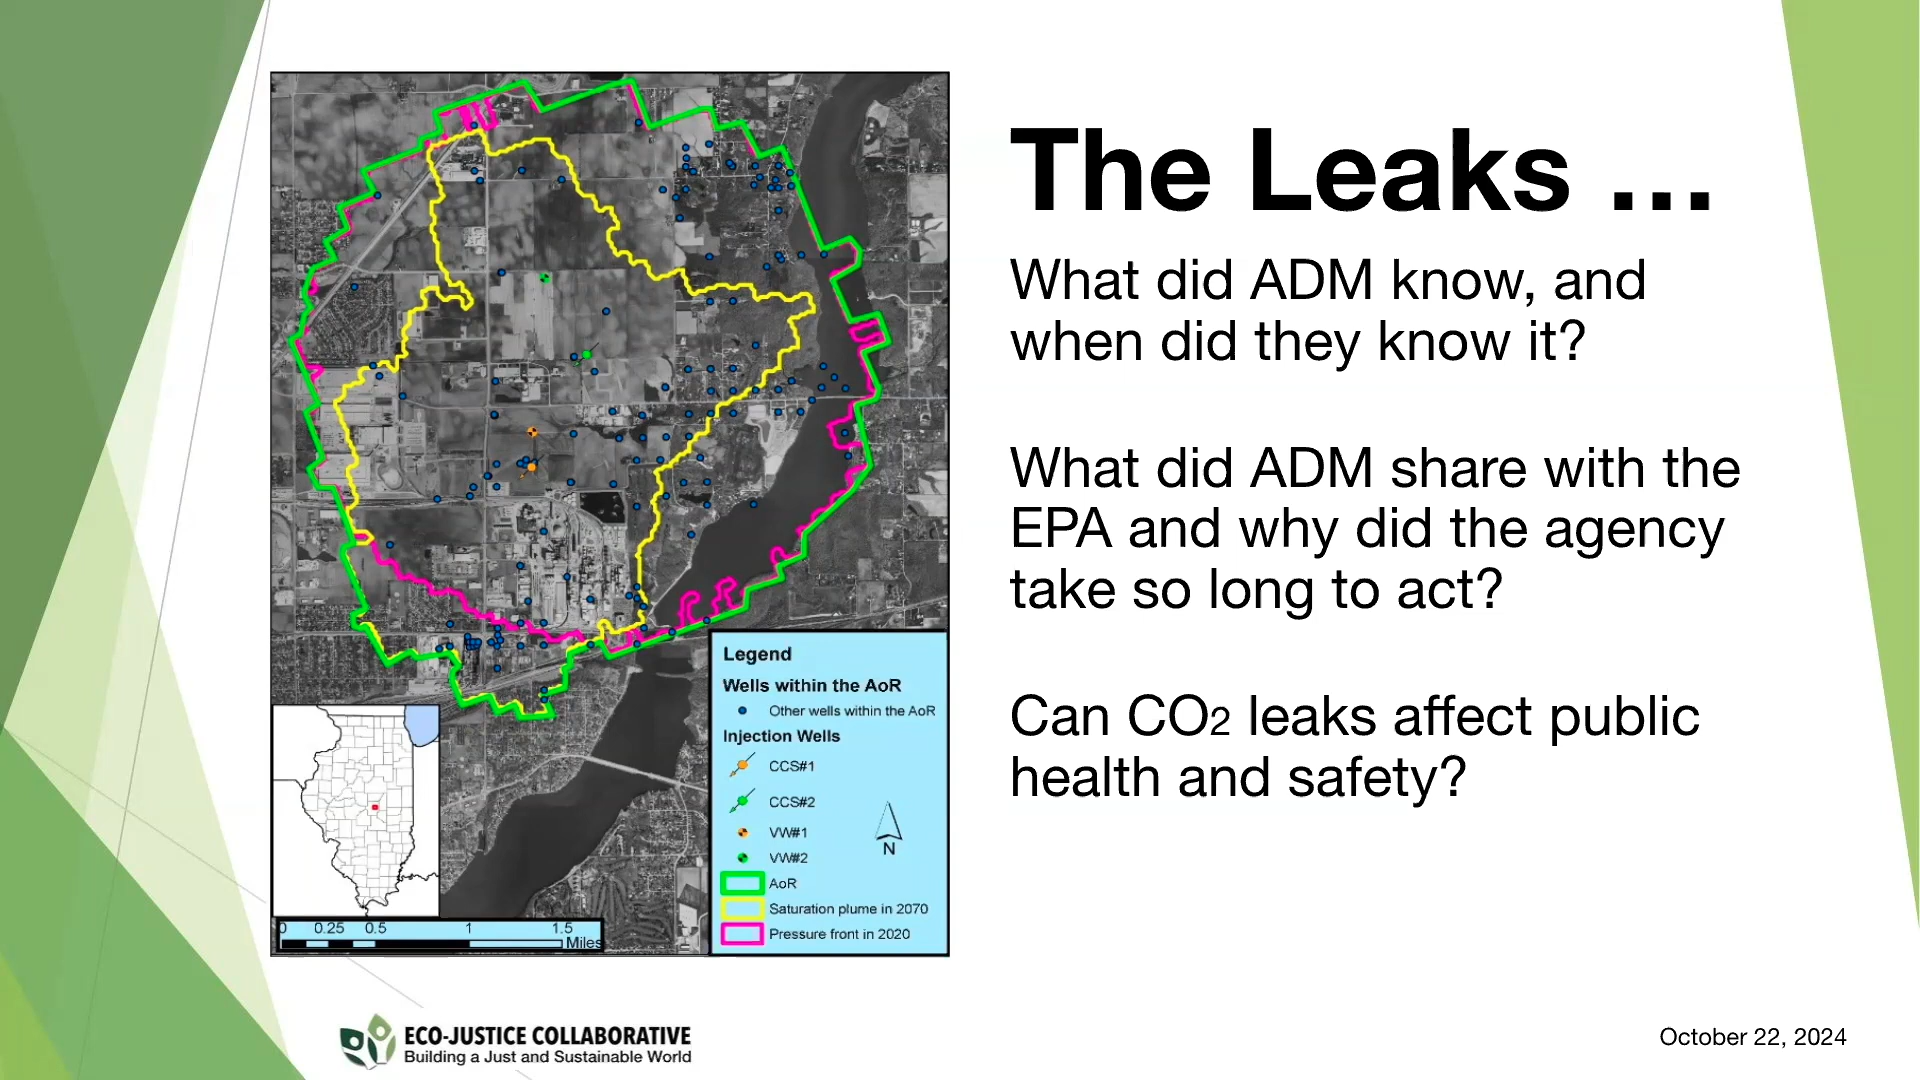 The Leaks ...
What did ADM know, and
when did they know it?
What did ADM share with the
EPA and why did the agency
take so long to act?
Can CO2 leaks affect public
health and safety?
Legend
Wells within the AoR
Other wells within the AoR
Injection Wells
CCS#1
CCS#2
VW#1
VW#2
N
AoR
Saturation plume in 2070
Pressure front in 2020
0 0.25 0.5 1 1.5
Miles
ECO-JUSTICE COLLABORATIVE
Building a Just and Sustainable World
October 22, 2024